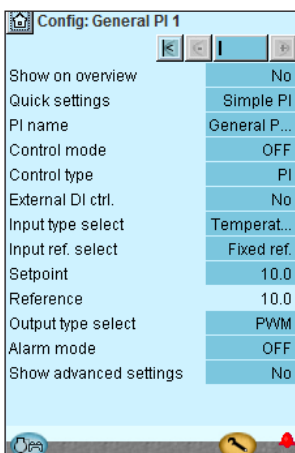 Config: General PI 1
Show on overview No
Quick settings Simple PI
PI name General P...
Control mode OFF
Control type PI
External DI ctrl. No
Input type select Temperat...
Input ref. select Fixed ref.
Setpoint 10.0
Reference 10.0
Output type select PWM
Alarm mode OFF
Show advanced settings No